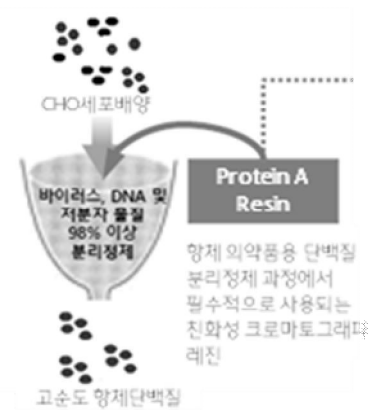 CHO세포배양
Protein A
Resin
바이러스, DNA 및
저분자 물질
98% 이상
분리정제
항체 의약품용 단백질
분리정제 과정에서
필수적으로 사용되는
친화성 크로마토그래피
레진
고순도 항체단백질